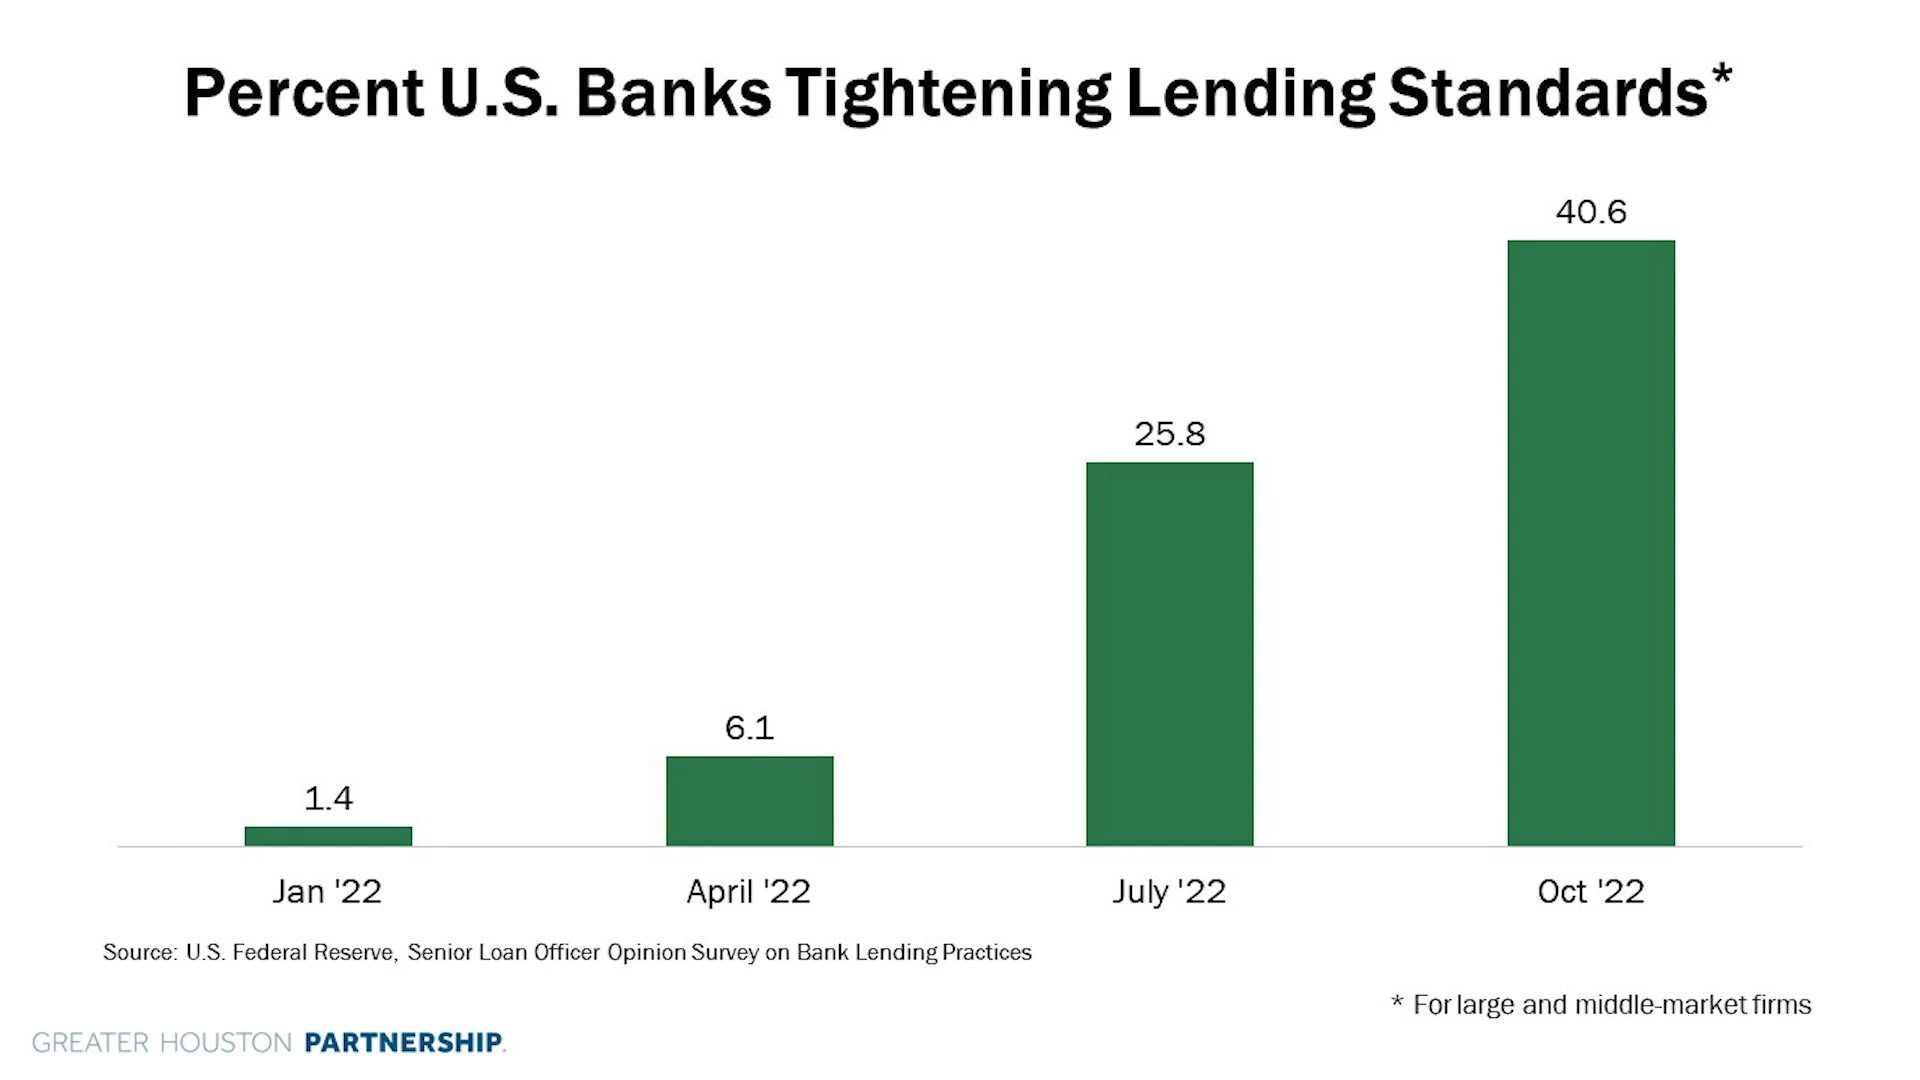 Percent U.S. Banks Tightening Lending Standards*
40.6
25.8
6.1
1.4
Jan '22 April '22 July '22 Oct '22
Source: U.S. Federal Reserve, Senior Loan Officer Opinion Survey on Bank Lending Practices
* For large and middle-market firms
GREATER HOUSTON PARTNERSHIP.